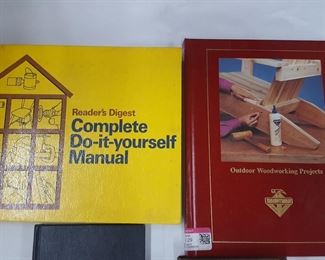 Reader's Digest
Complete
Do-it-yourself
Manual
Outdoor Woodworking Projects